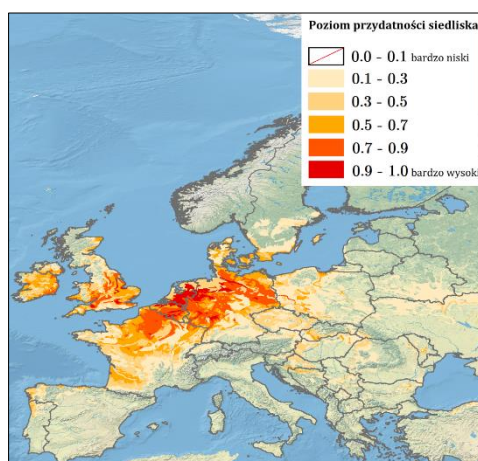 Poziom przydatności siedliska
0.0 - 0.1 bardzo niski
0.1 - 0.3
0.3 - 0.5
0.5 - 0.7
0.7 - 0.9
0.9 - 1.0 bardzo wysoki